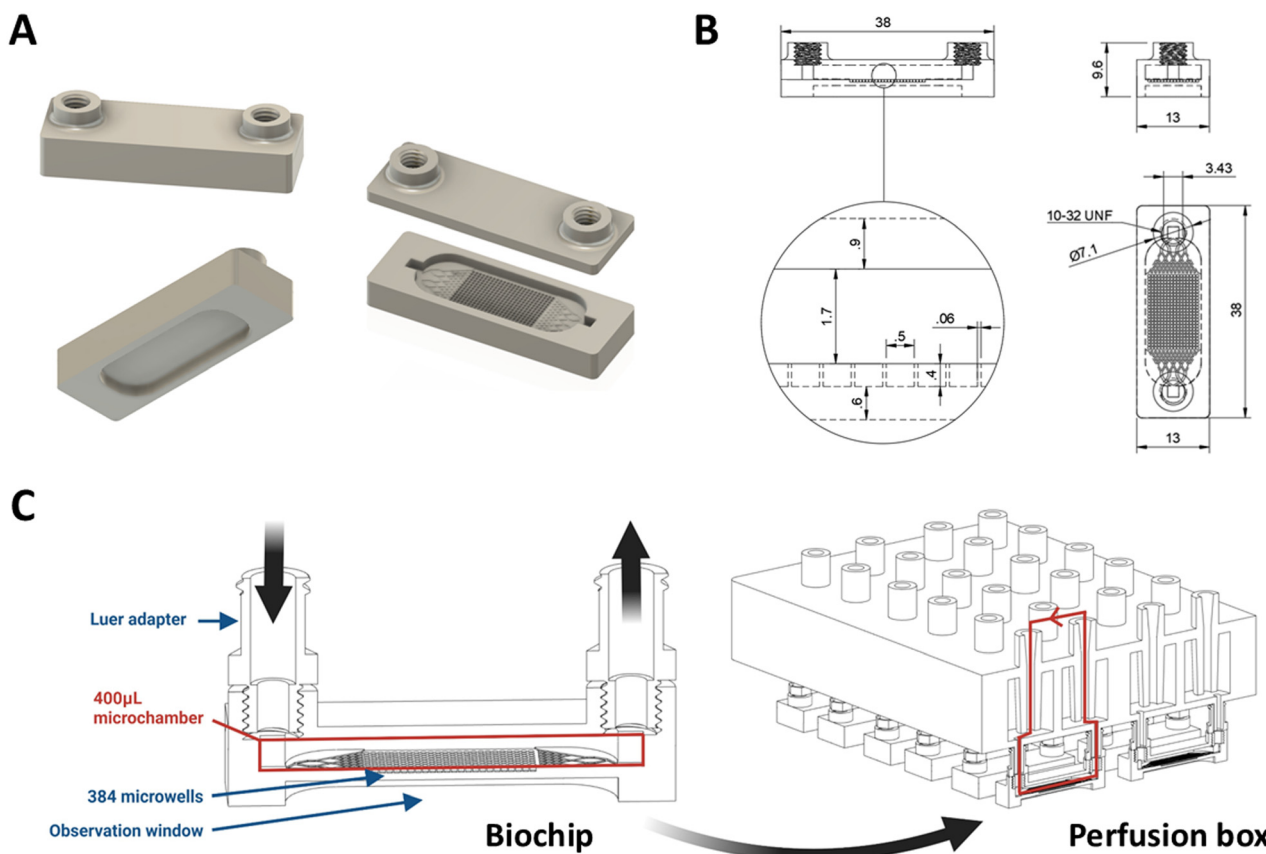 A
B
38
9.6
13
3.43
10-32 UNF
Ø7.1
38
13
.9
1.7
.06
.5
.4
.6
C
Luer adapter
400µL
microchamber
384 microwells
Observation window
Biochip
Perfusion box